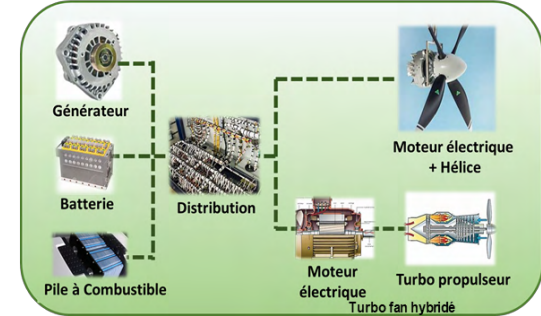 Générateur
Batterie
Pile à Combustible
Distribution
Moteur électrique
+ Hélice
Moteur
électrique
Turbo propulseur
Turbo fan hybridé